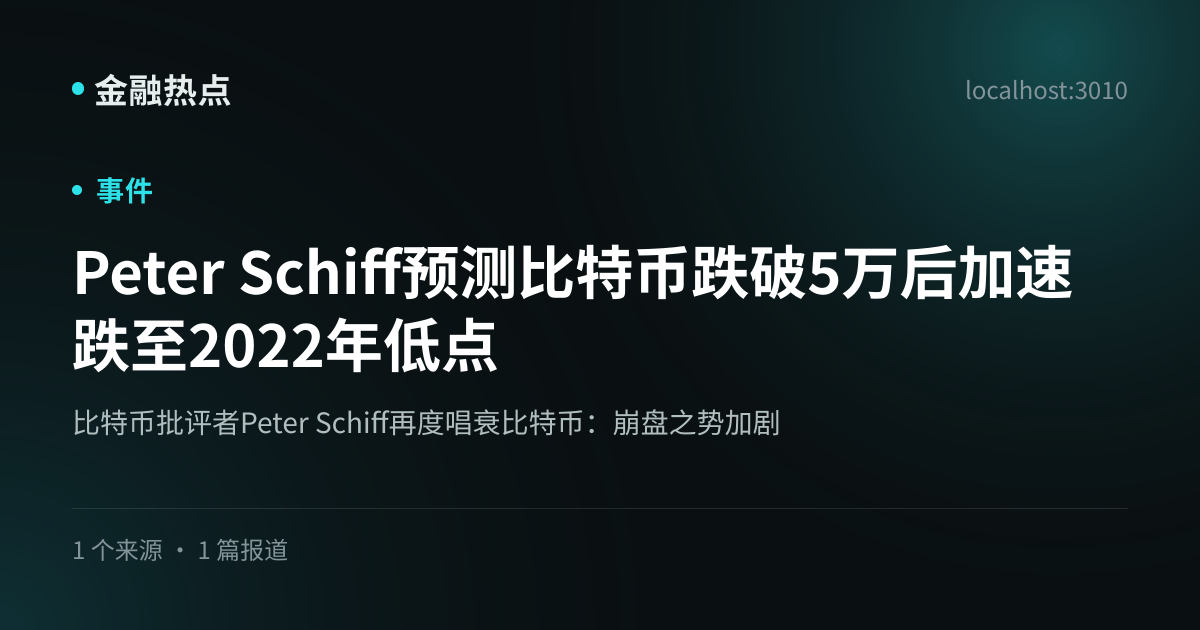 金融热点
localhost:3010
事件
Peter Schiff预测比特币跌破5万后加速
跌至2022年低点
比特币批评者Peter Schiff再度唱衰比特币：崩盘之势加剧
1 个来源 · 1 篇报道